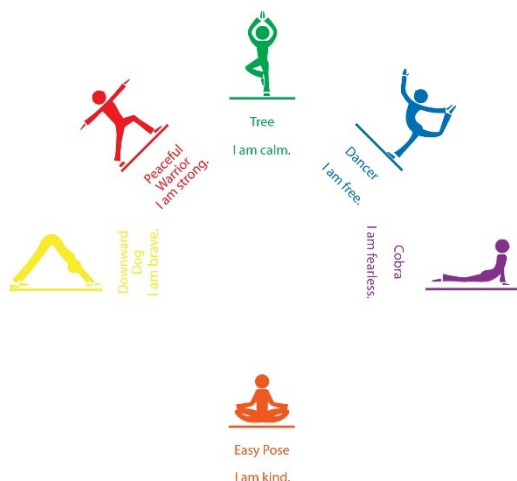 Tree
I am calm.
Peaceful
Warrior
I am strong.
Dancer
I am free.
Downward
Dog
I am brave.
Cobra
I am fearless.
Easy Pose
I am kind.